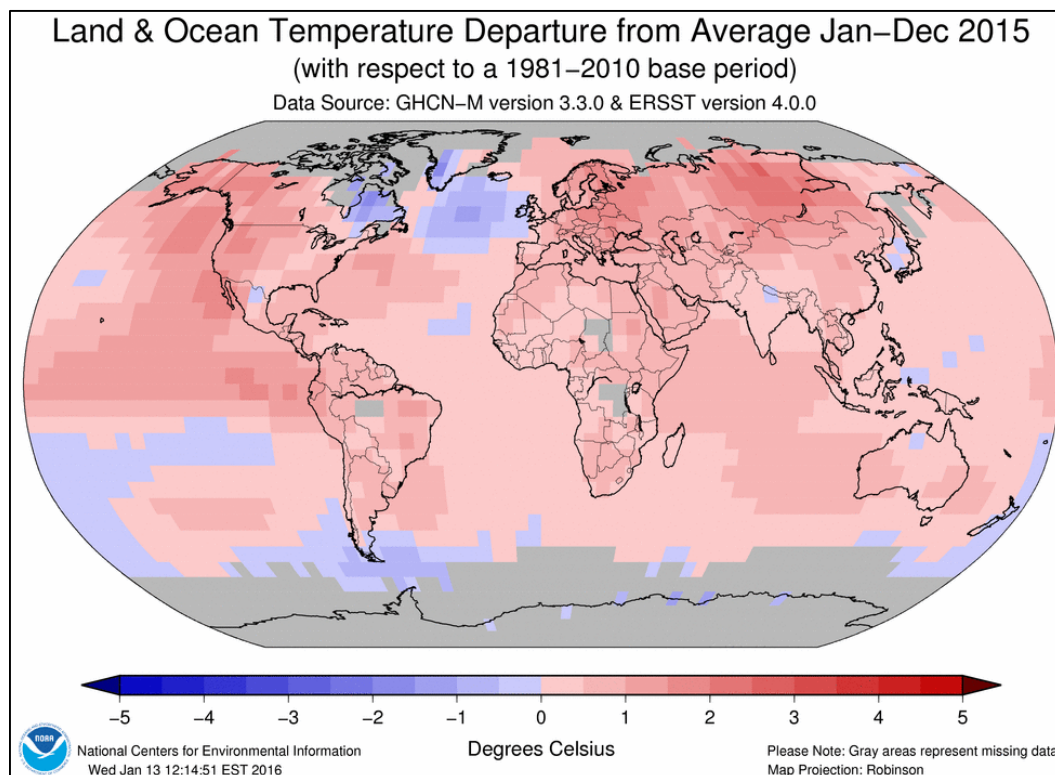 Land & Ocean Temperature Departure from Average Jan–Dec 2015
(with respect to a 1981–2010 base period)
Data Source: GHCN–M version 3.3.0 & ERSST version 4.0.0
−5 −4 −3 −2 −1 0 1 2 3 4 5
Degrees Celsius
NOAA
National Centers for Environmental Information
Wed Jan 13 12:14:51 EST 2016
Please Note: Gray areas represent missing data
Map Projection: Robinson